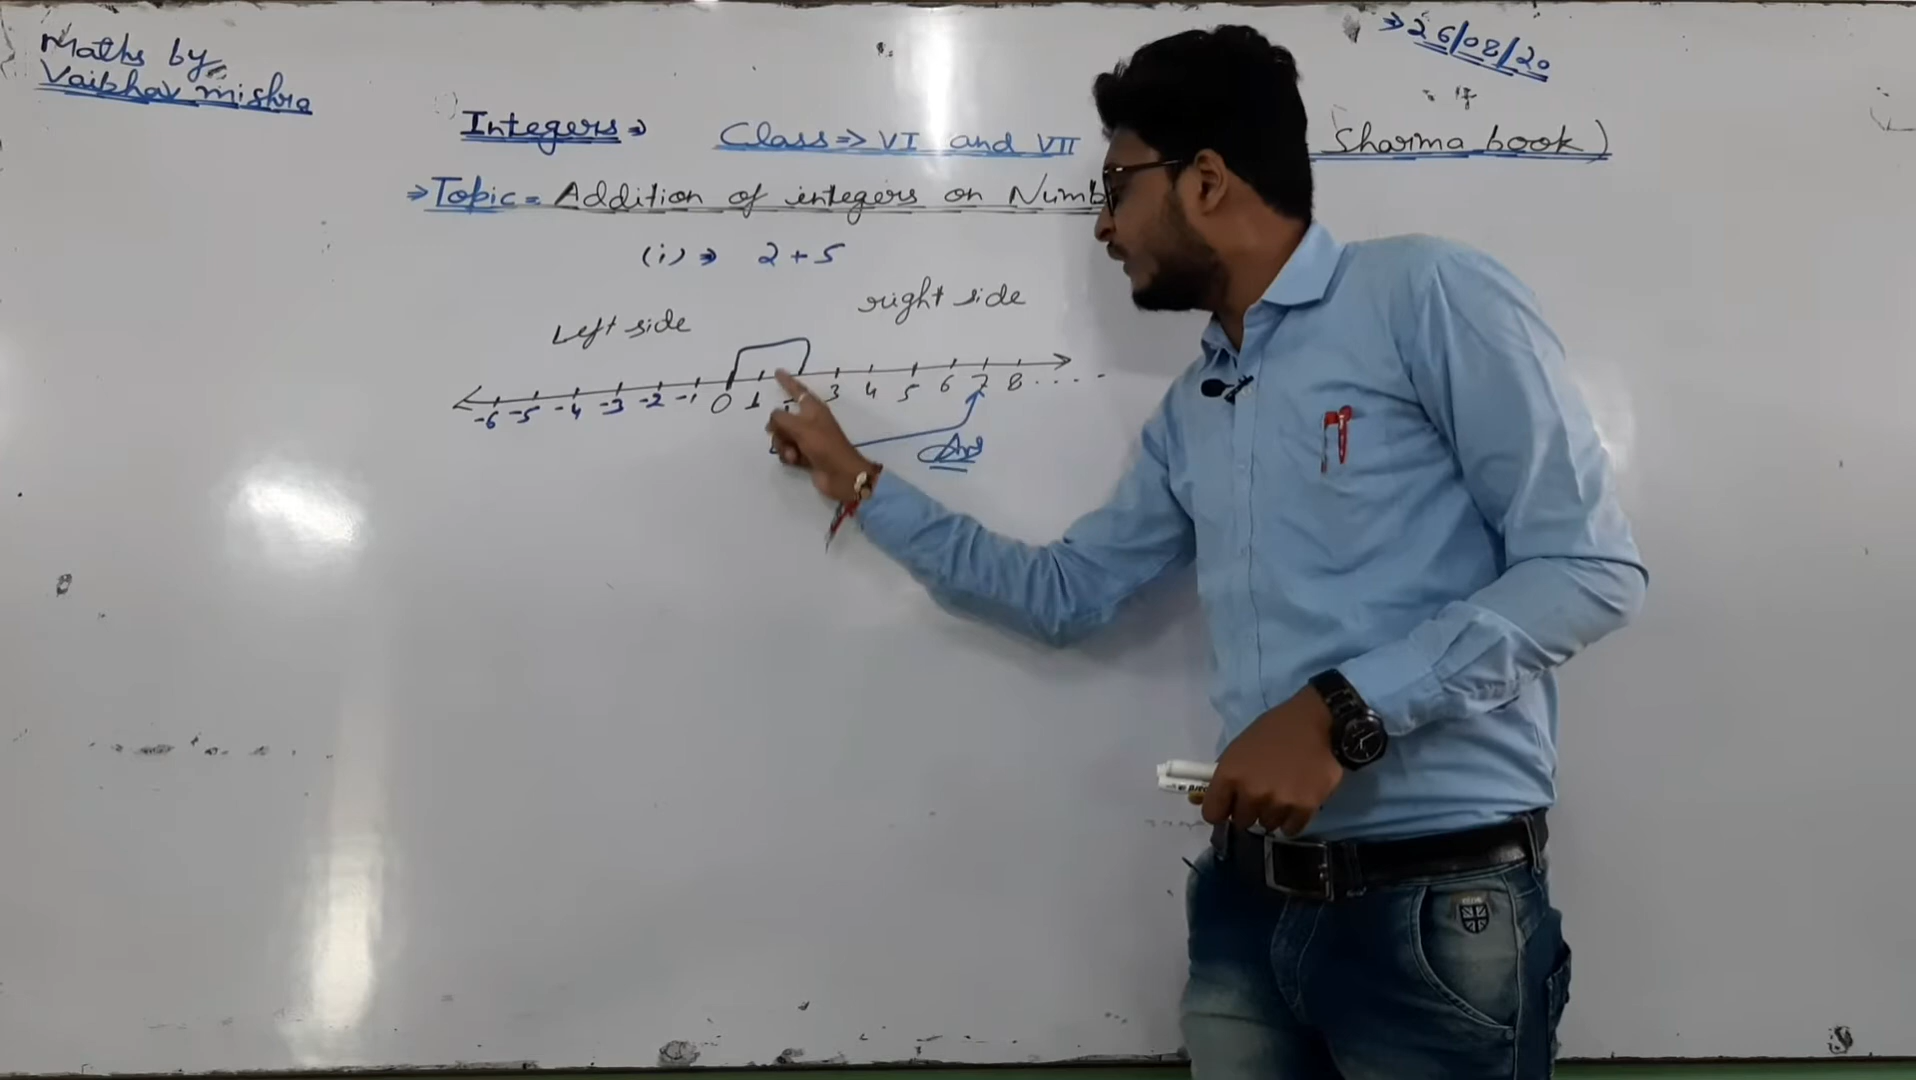 Maths by
Vaibhav mishra
⇒ 26/08/20
Integers ⇒ Class ⇒ VI and VII Sharma book)
⇒ Topic = Addition of integers on Numb
(i) ⇒ 2 + 5
Left side right side
-6 -5 -4 -3 -2 -1 0 1 3 4 5 6 7 8 ....
Ans